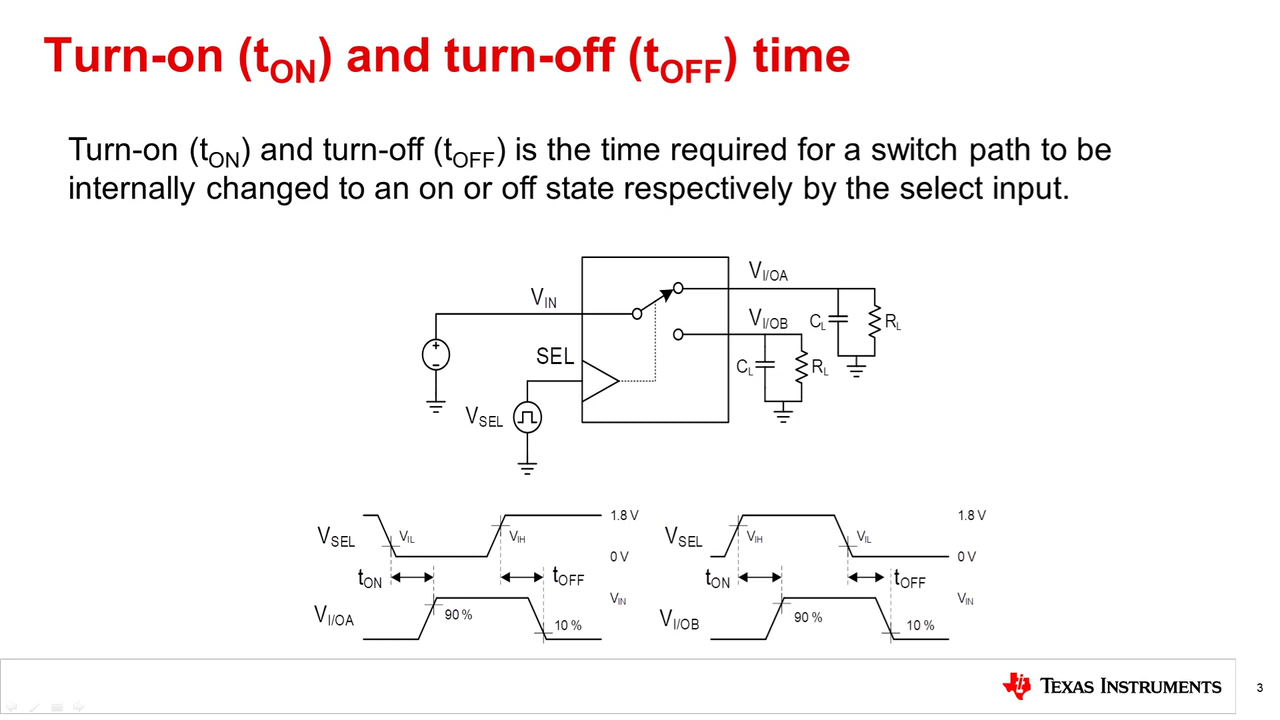 Turn-on (tON) and turn-off (tOFF) time
Turn-on (tON) and turn-off (tOFF) is the time required for a switch path to be
internally changed to an on or off state respectively by the select input.
VIN
VI/OA
VI/OB
CL
RL
SEL
CL
RL
VSEL
+
-
VSEL
VIL
VIH
1.8 V
0 V
tON
tOFF
VIN
VI/OA
90 %
10 %
VSEL
VIH
VIL
1.8 V
0 V
tON
tOFF
VIN
VI/OB
90 %
10 %
TEXAS INSTRUMENTS
3